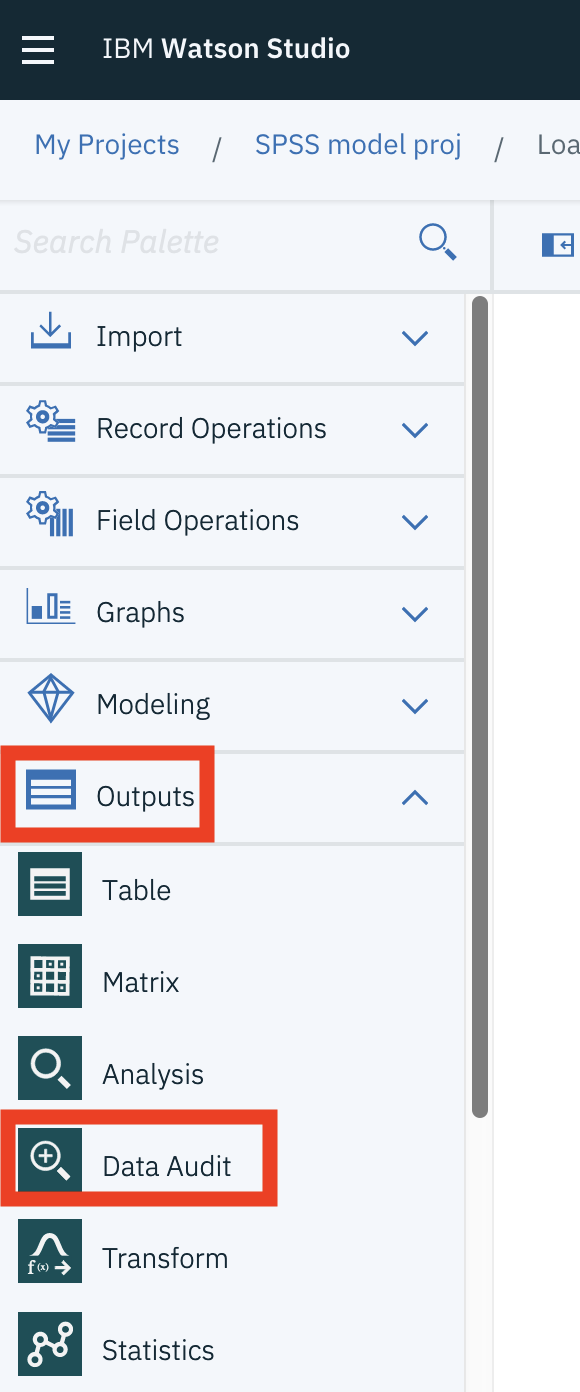 IBM Watson Studio
My Projects / SPSS model proj / Loa
Search Palette
Import
Record Operations
Field Operations
Graphs
Modeling
Outputs
Table
Matrix
Analysis
Data Audit
f(x) Transform
Statistics